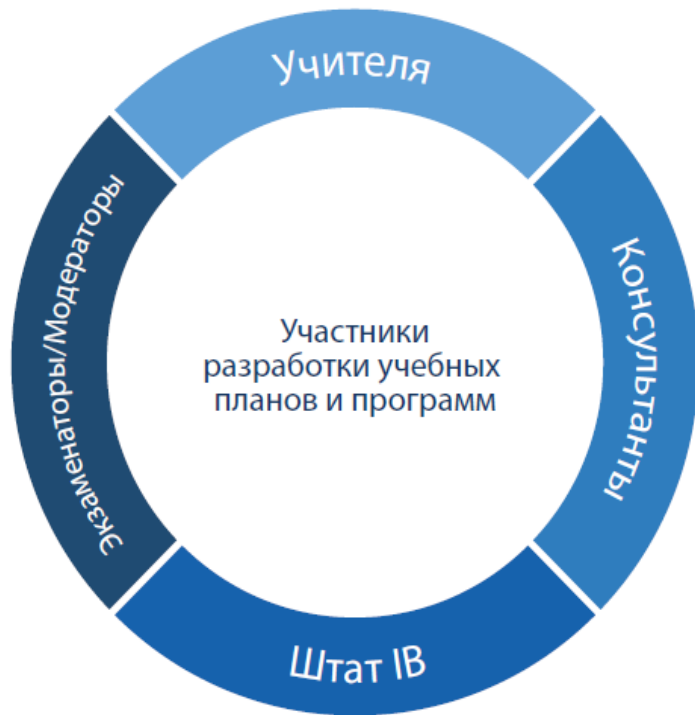 Учителя
Консультанты
Штат IB
Экзаменаторы/Модераторы
Участники
разработки учебных
планов и программ